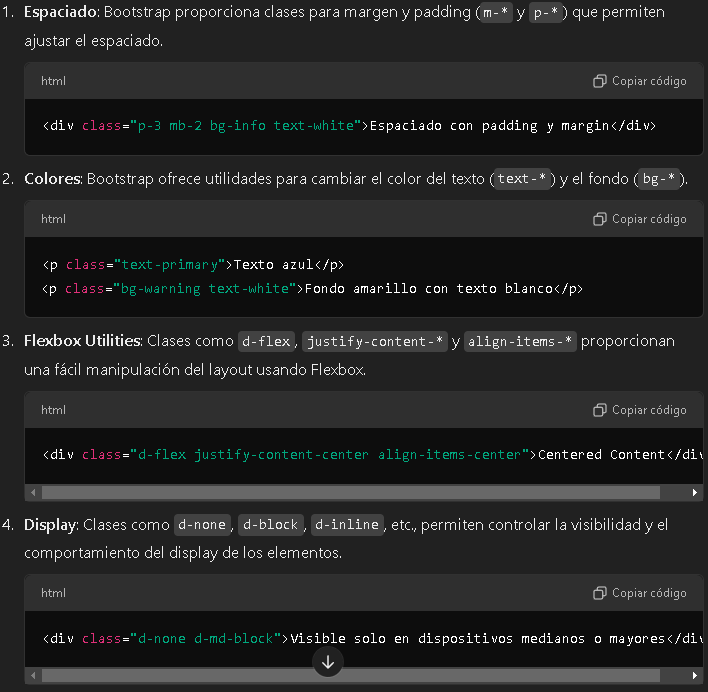 1. Espaciado: Bootstrap proporciona clases para margen y padding (m-* y p-*) que permiten
ajustar el espaciado.
html Copiar código
<div class="p-3 mb-2 bg-info text-white">Espaciado con padding y margin</div>
2. Colores: Bootstrap ofrece utilidades para cambiar el color del texto (text-*) y el fondo (bg-*).
html Copiar código
<p class="text-primary">Texto azul</p>
<p class="bg-warning text-white">Fondo amarillo con texto blanco</p>
3. Flexbox Utilities: Clases como d-flex, justify-content-* y align-items-* proporcionan
una fácil manipulación del layout usando Flexbox.
html Copiar código
<div class="d-flex justify-content-center align-items-center">Centered Content</div
4. Display: Clases como d-none, d-block, d-inline, etc., permiten controlar la visibilidad y el
comportamiento del display de los elementos.
html Copiar código
<div class="d-none d-md-block">Visible solo en dispositivos medianos o mayores</div